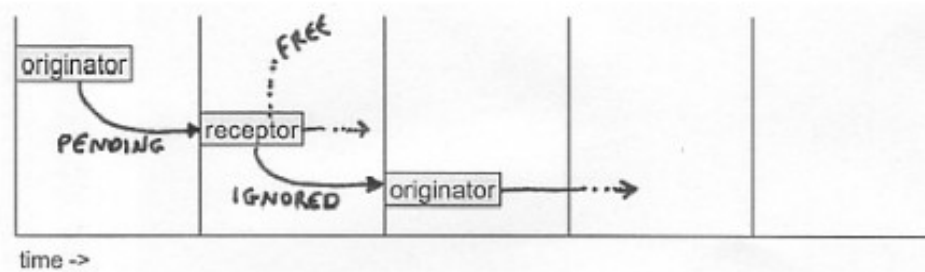 FREE
originator
receptor
PENDING
IGNORED
originator
time ->